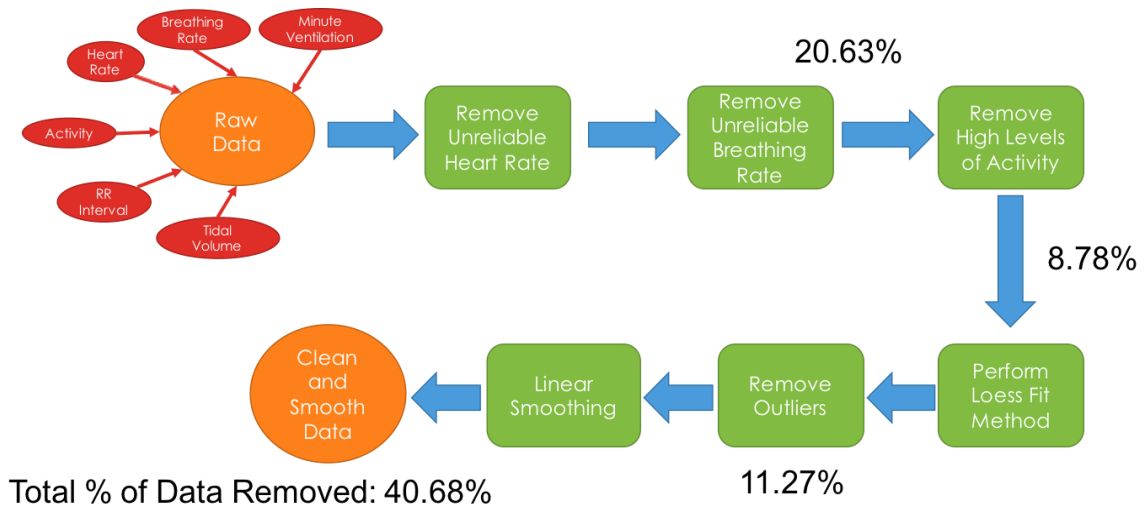 Breathing
Rate
Minute
Ventilation
Heart
Rate
Activity
RR
Interval
Tidal
Volume
Raw
Data
Remove
Unreliable
Heart Rate
20.63%
Remove
Unreliable
Breathing
Rate
Remove
High Levels
of Activity
8.78%
Perform
Loess Fit
Method
Remove
Outliers
11.27%
Linear
Smoothing
Clean
and
Smooth
Data
Total % of Data Removed: 40.68%